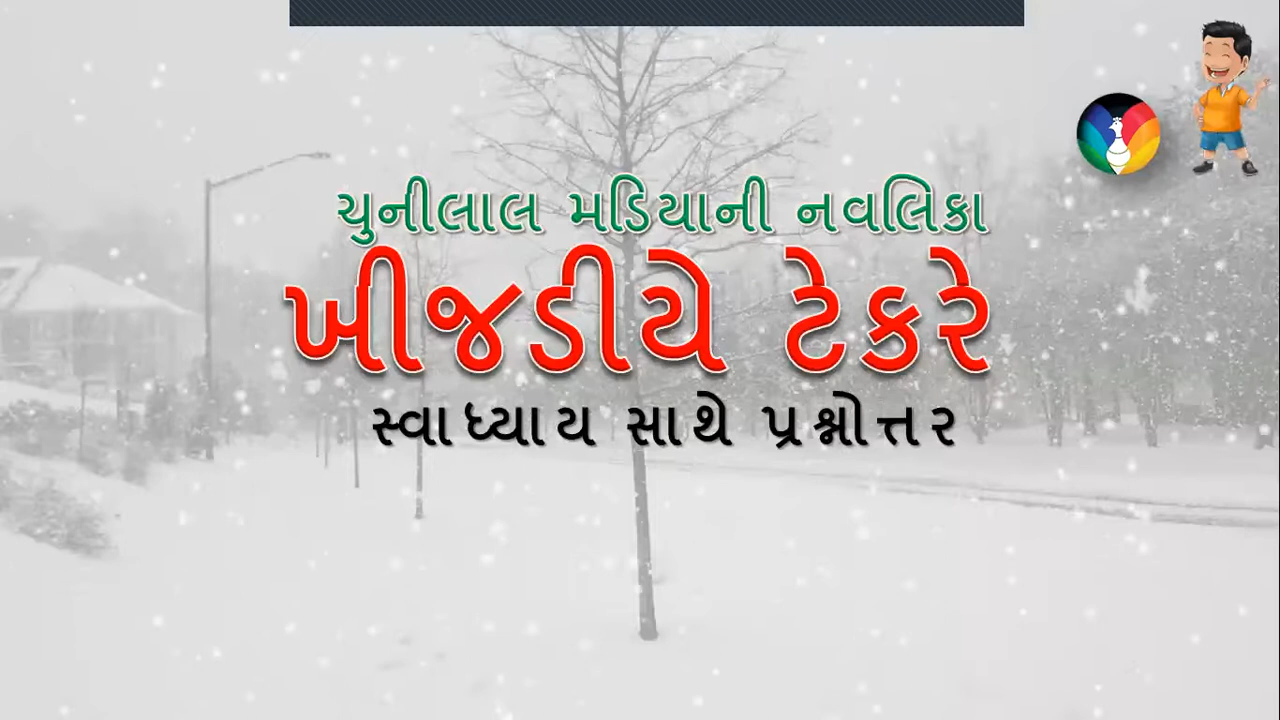 ચુનીલાલ મડિયાની નવલિકા
ખીજડીયે ટેકરે
સ્વાધ્યાય સાથે પ્રશ્નોત્તર